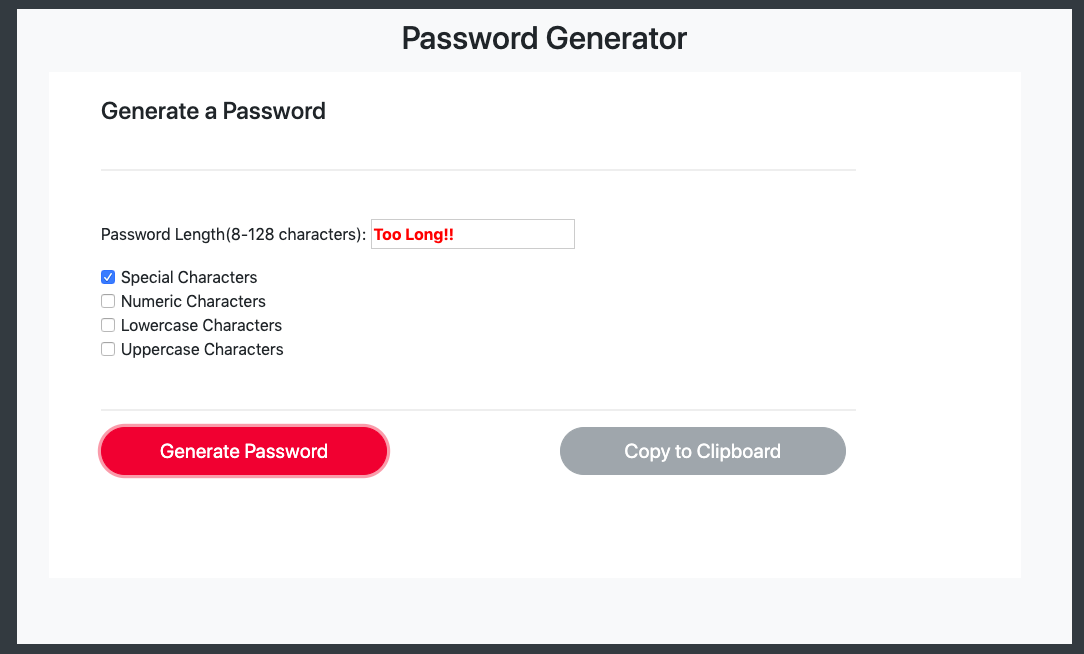 Password Generator
Generate a Password
Password Length(8-128 characters): Too Long!!
Special Characters
Numeric Characters
Lowercase Characters
Uppercase Characters
Generate Password Copy to Clipboard